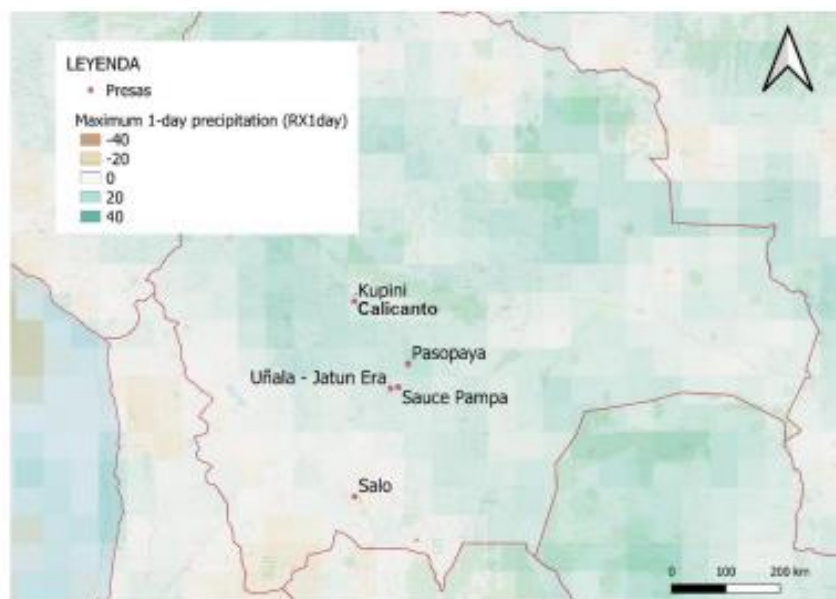 LEYENDA
Presas
Maximum 1-day precipitation (RX1day)
-40
-20
0
20
40
Kupini
Calicanto
Pasopaya
Uñala - Jatun Era
Sauce Pampa
Salo
0 100 200 km